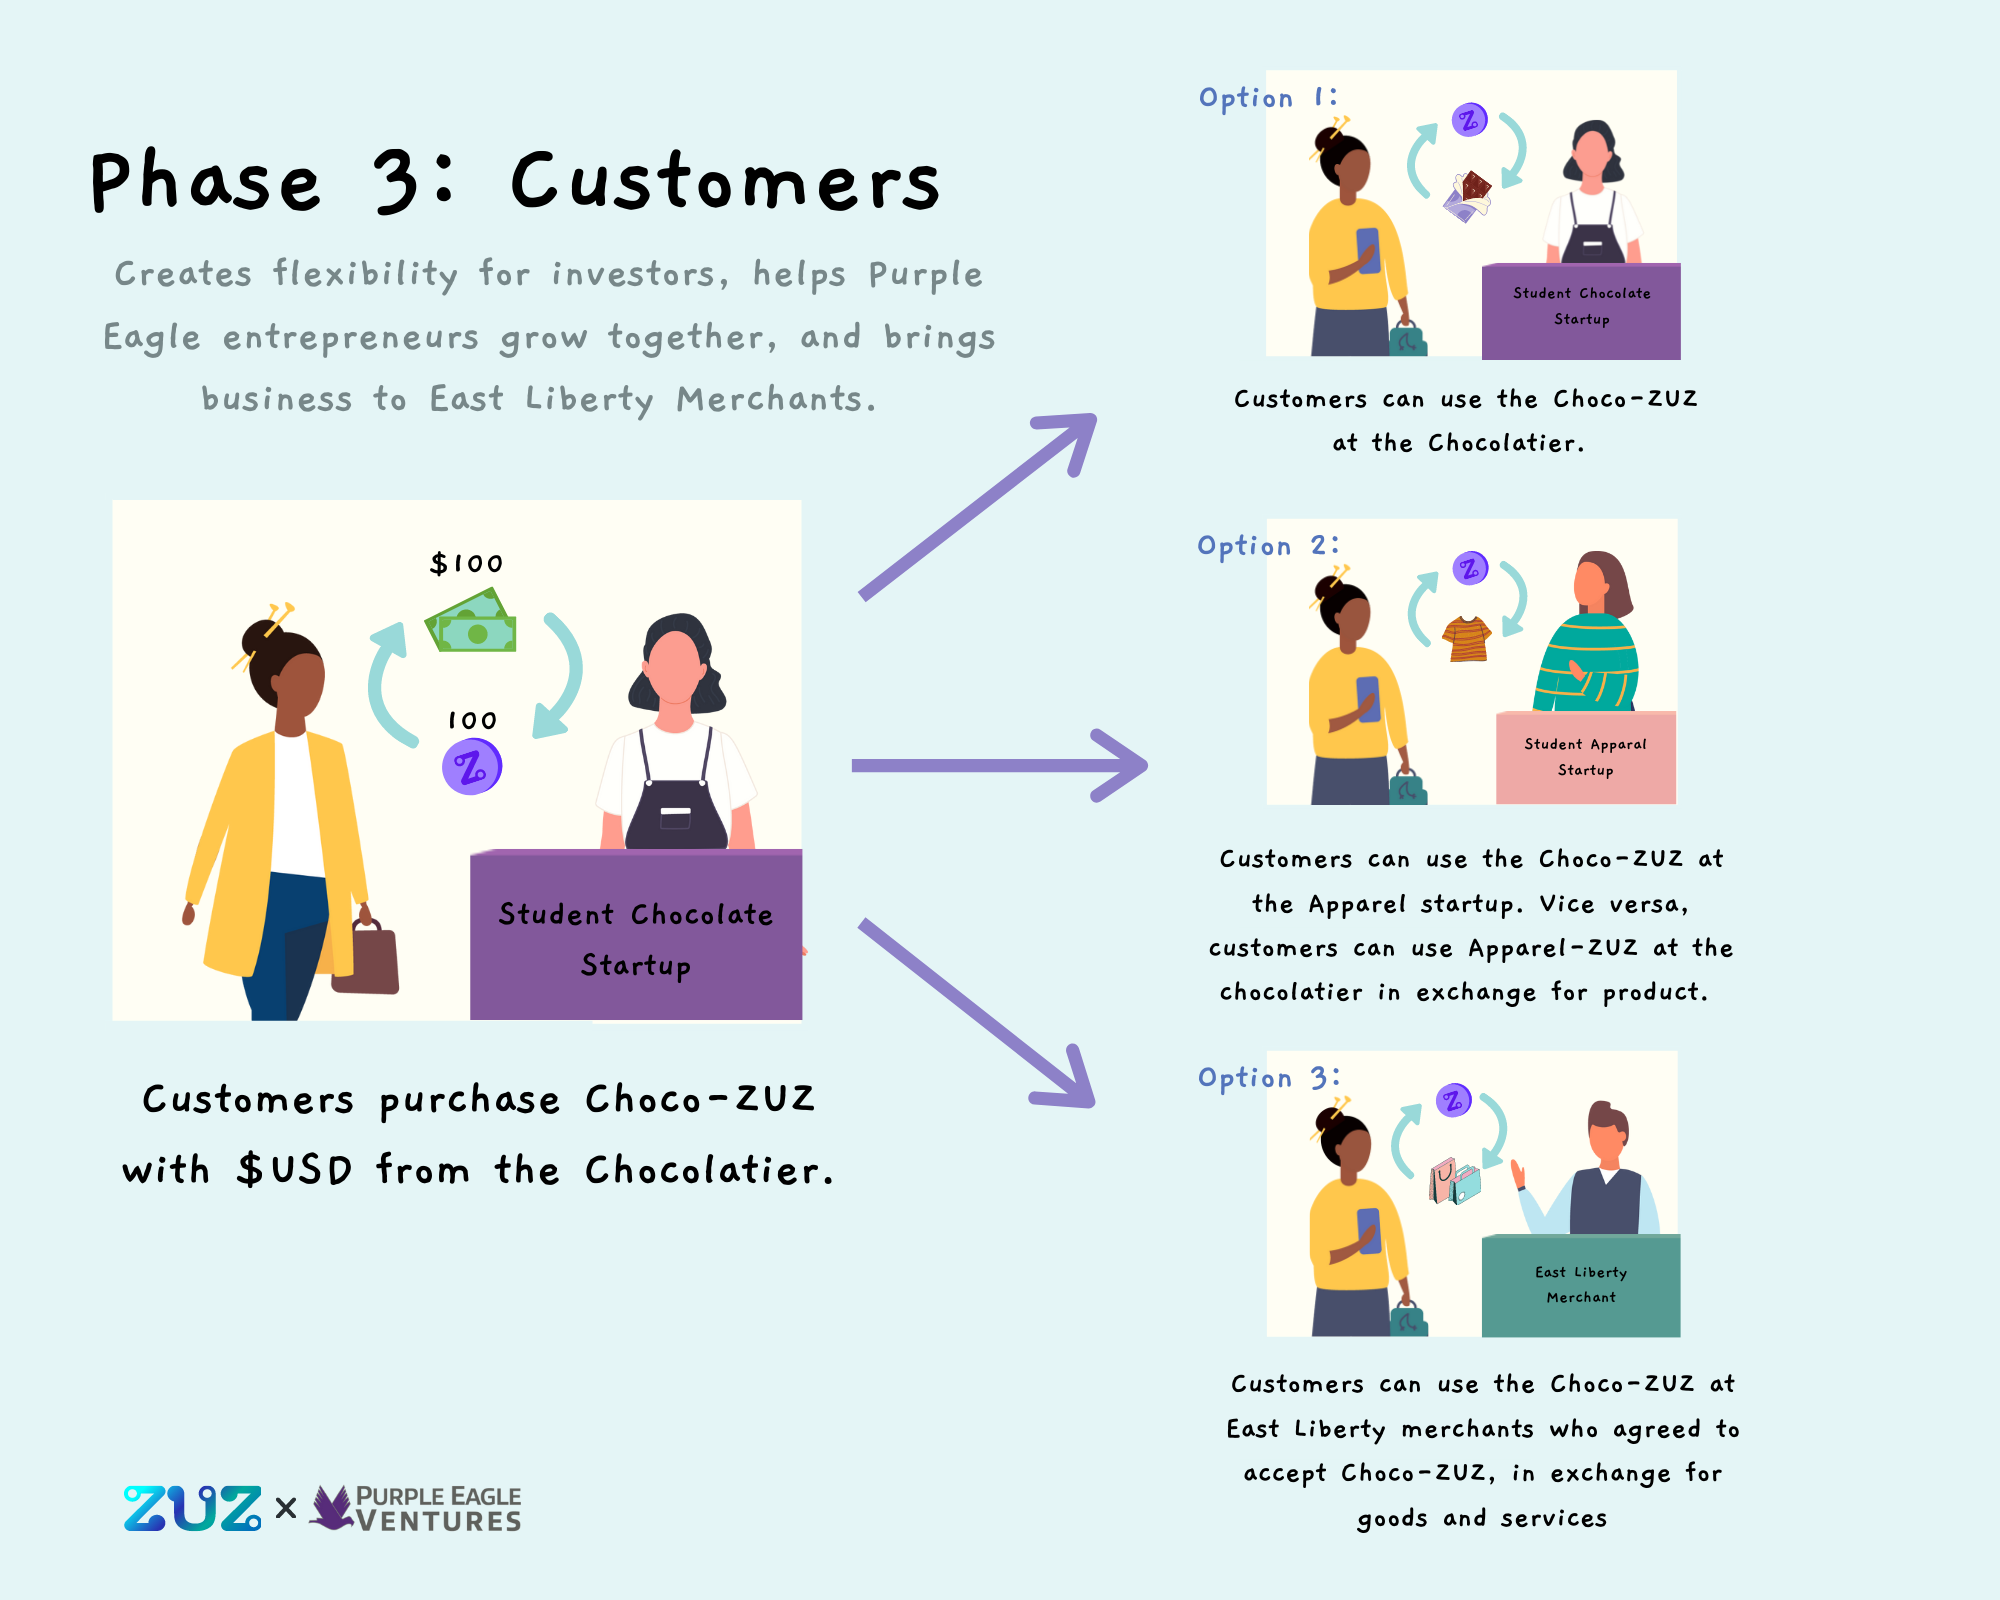 Phase 3: Customers
Creates flexibility for investors, helps Purple
Eagle entrepreneurs grow together, and brings
business to East Liberty Merchants.
$100
100
Z
Student Chocolate
Startup
Customers purchase Choco-ZUZ
with $USD from the Chocolatier.
Option 1:
Z
Student Chocolate
Startup
Customers can use the Choco-ZUZ
at the Chocolatier.
Option 2:
Z
Student Apparal
Startup
Customers can use the Choco-ZUZ at
the Apparel startup. Vice versa,
customers can use Apparel-ZUZ at the
chocolatier in exchange for product.
Option 3:
Z
East Liberty
Merchant
Customers can use the Choco-ZUZ at
East Liberty merchants who agreed to
accept Choco-ZUZ, in exchange for
goods and services
ZUZ x PURPLE EAGLE
VENTURES